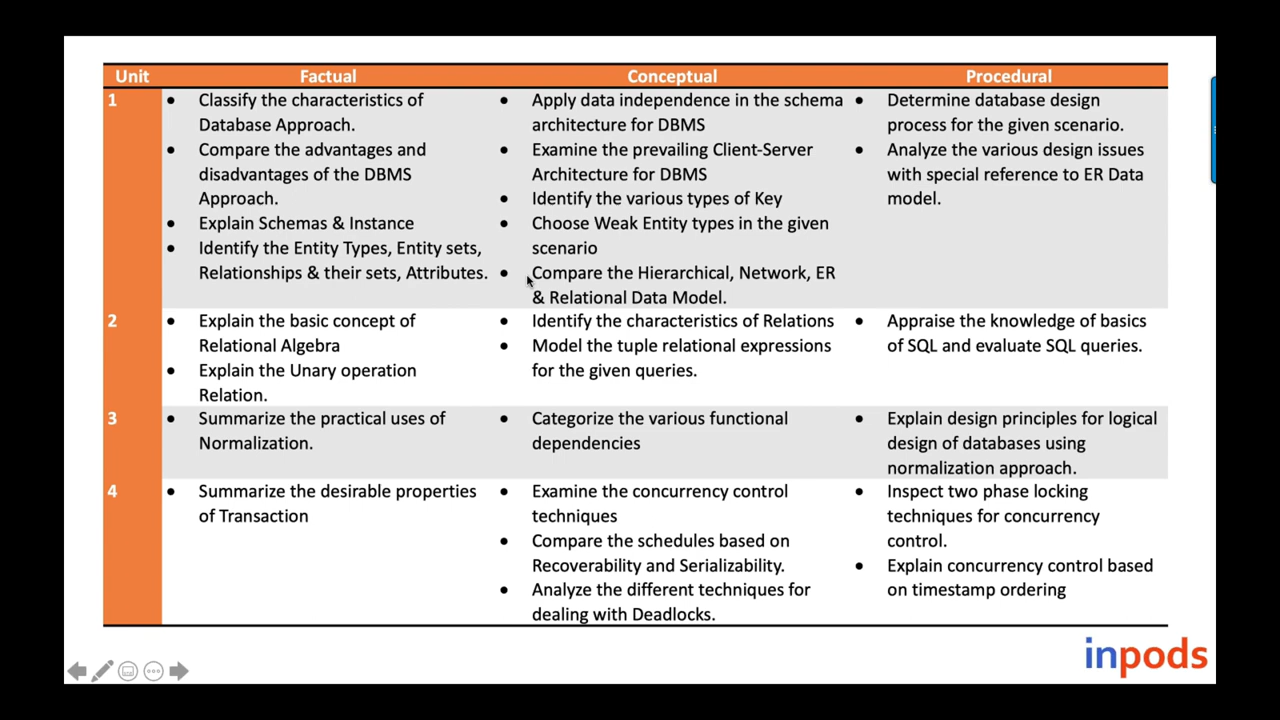 Unit Factual Conceptual Procedural
1
• Classify the characteristics of
Database Approach.
• Compare the advantages and
disadvantages of the DBMS
Approach.
• Explain Schemas & Instance
• Identify the Entity Types, Entity sets,
Relationships & their sets, Attributes.
• Apply data independence in the schema
architecture for DBMS
• Examine the prevailing Client-Server
Architecture for DBMS
• Identify the various types of Key
• Choose Weak Entity types in the given
scenario
• Compare the Hierarchical, Network, ER
& Relational Data Model.
• Determine database design
process for the given scenario.
• Analyze the various design issues
with special reference to ER Data
model.
2
• Explain the basic concept of
Relational Algebra
• Explain the Unary operation
Relation.
• Identify the characteristics of Relations
• Model the tuple relational expressions
for the given queries.
• Appraise the knowledge of basics
of SQL and evaluate SQL queries.
3
• Summarize the practical uses of
Normalization.
• Categorize the various functional
dependencies
• Explain design principles for logical
design of databases using
normalization approach.
4
• Summarize the desirable properties
of Transaction
• Examine the concurrency control
techniques
• Compare the schedules based on
Recoverability and Serializability.
• Analyze the different techniques for
dealing with Deadlocks.
• Inspect two phase locking
techniques for concurrency
control.
• Explain concurrency control based
on timestamp ordering
inpods